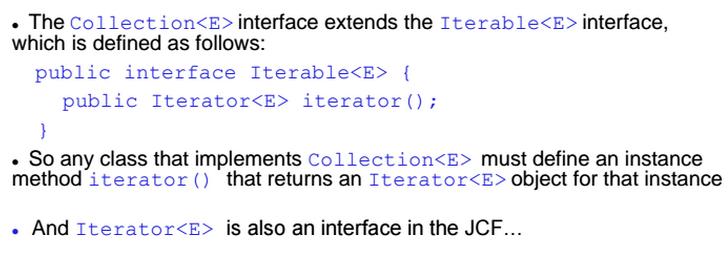 • The Collection<E> interface extends the Iterable<E> interface,
which is defined as follows:
public interface Iterable<E> {
public Iterator<E> iterator();
}
• So any class that implements Collection<E> must define an instance
method iterator() that returns an Iterator<E> object for that instance
• And Iterator<E> is also an interface in the JCF…